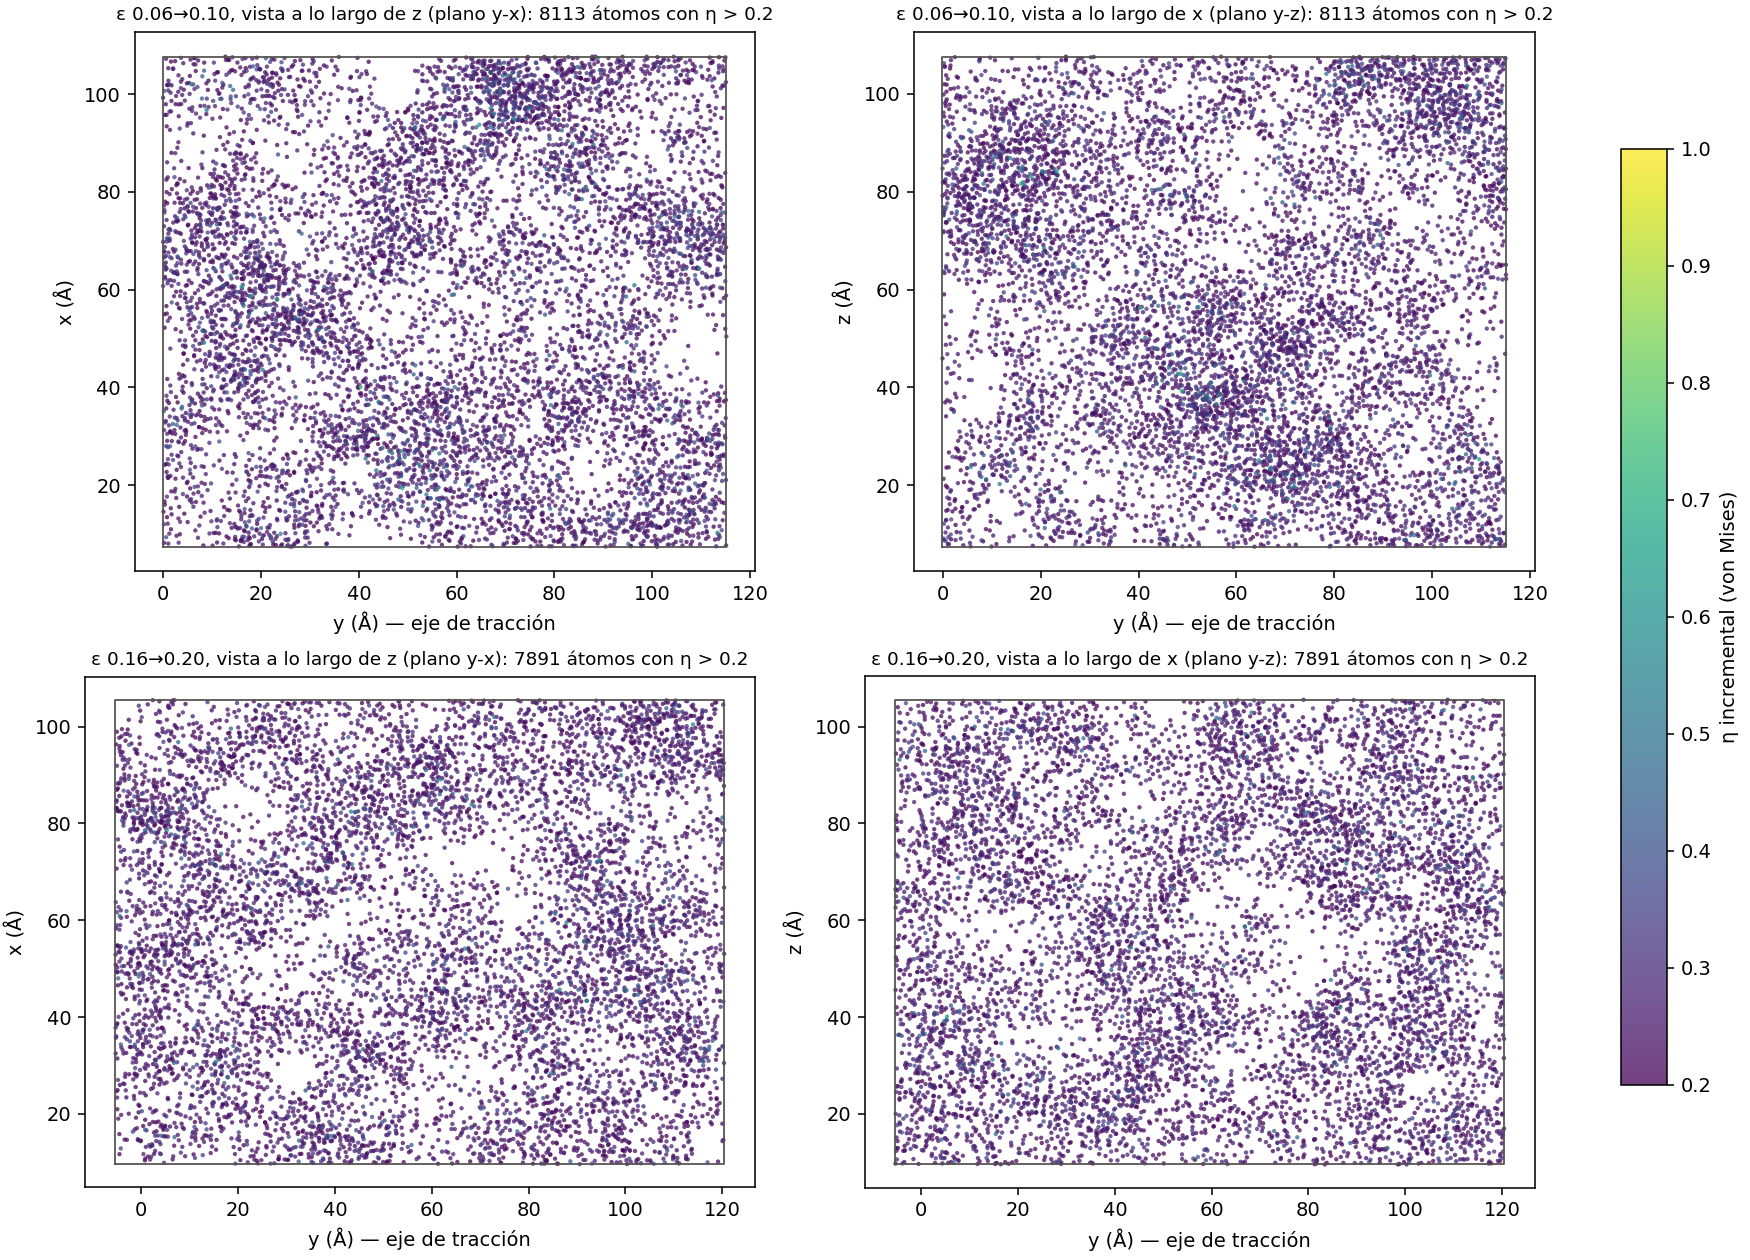 ε 0.06→0.10, vista a lo largo de z (plano y-x): 8113 átomos con η > 0.2
100
80
60
40
20
x (Å)
0 20 40 60 80 100 120
y (Å) — eje de tracción
ε 0.06→0.10, vista a lo largo de x (plano y-z): 8113 átomos con η > 0.2
100
80
60
40
20
z (Å)
0 20 40 60 80 100 120
y (Å) — eje de tracción
ε 0.16→0.20, vista a lo largo de z (plano y-x): 7891 átomos con η > 0.2
100
80
60
40
20
x (Å)
0 20 40 60 80 100 120
y (Å) — eje de tracción
ε 0.16→0.20, vista a lo largo de x (plano y-z): 7891 átomos con η > 0.2
100
80
60
40
20
z (Å)
0 20 40 60 80 100 120
y (Å) — eje de tracción
1.0
0.9
0.8
0.7
0.6
0.5
0.4
0.3
0.2
η incremental (von Mises)